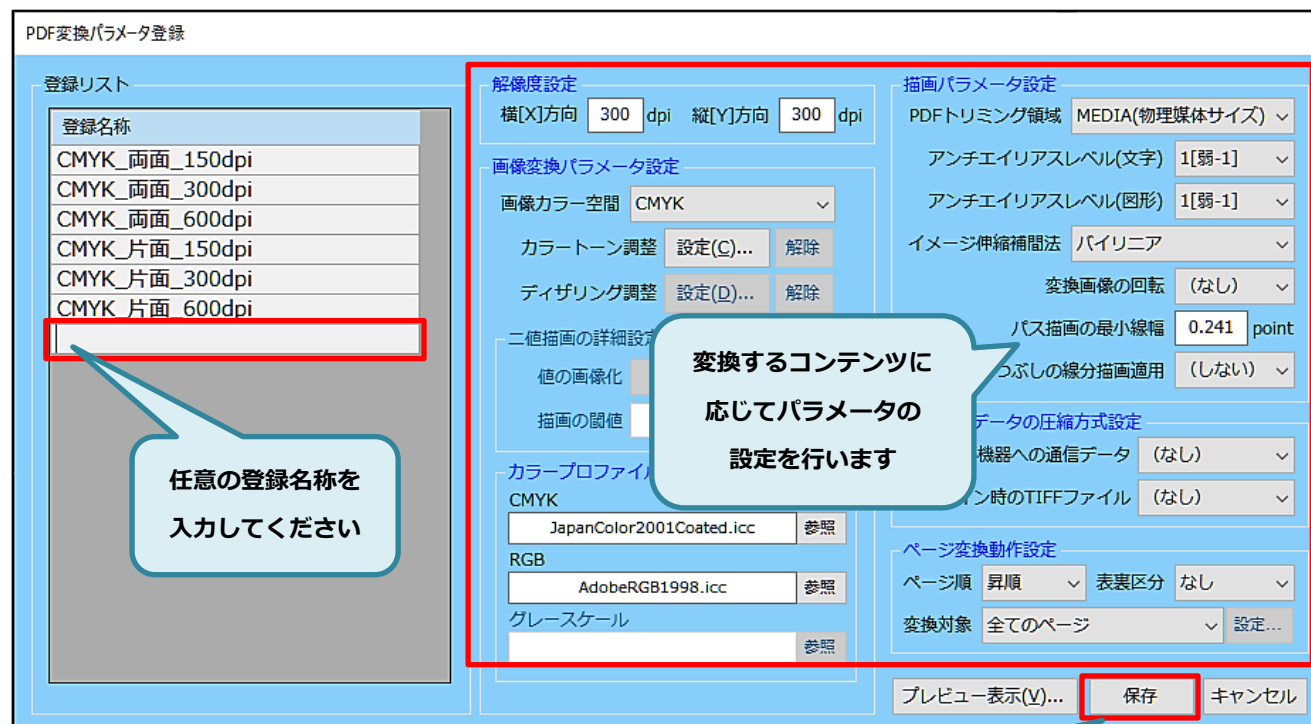 PDF変換パラメータ登録
登録リスト
登録名称
CMYK_両面_150dpi
CMYK_両面_300dpi
CMYK_両面_600dpi
CMYK_片面_150dpi
CMYK_片面_300dpi
CMYK_片面_600dpi
任意の登録名称を
入力してください
解像度設定
横[X]方向 300 dpi 縦[Y]方向 300 dpi
画像変換パラメータ設定
画像カラー空間 CMYK
カラートーン調整 設定(C)... 解除
ディザリング調整 設定(D)... 解除
二値描画の詳細設
値の画像化
描画の閾値
変換するコンテンツに
応じてパラメータの
設定を行います
カラープロファイ
CMYK
JapanColor2001Coated.icc 参照
RGB
AdobeRGB1998.icc 参照
グレースケール
参照
描画パラメータ設定
PDFトリミング領域 MEDIA(物理媒体サイズ)
アンチエイリアスレベル(文字) 1[弱-1]
アンチエイリアスレベル(図形) 1[弱-1]
イメージ伸縮補間法 バイリニア
変換画像の回転 (なし)
パス描画の最小線幅 0.241 point
つぶしの線分描画適用 (しない)
データの圧縮方式設定
機器への通信データ (なし)
イン時のTIFFファイル (なし)
ページ変換動作設定
ページ順 昇順 表裏区分 なし
変換対象 全てのページ 設定...
プレビュー表示(V)... 保存 キャンセル